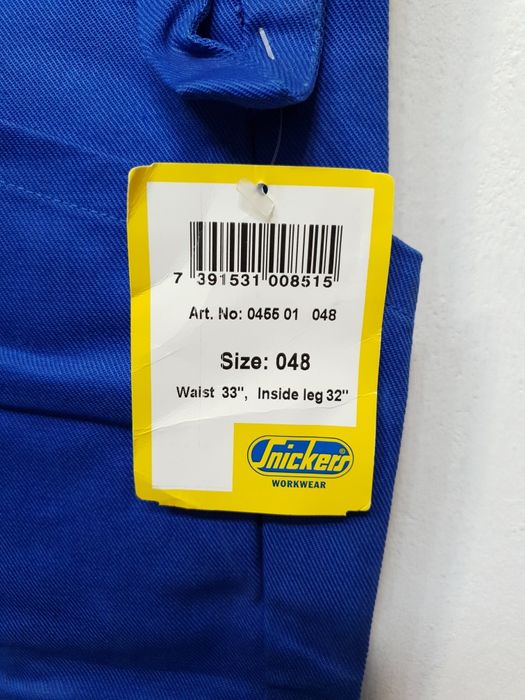 7 391531 008515
Art. No: 0455 01 048
Size: 048
Waist 33", Inside leg 32"
Snickers®
WORKWEAR